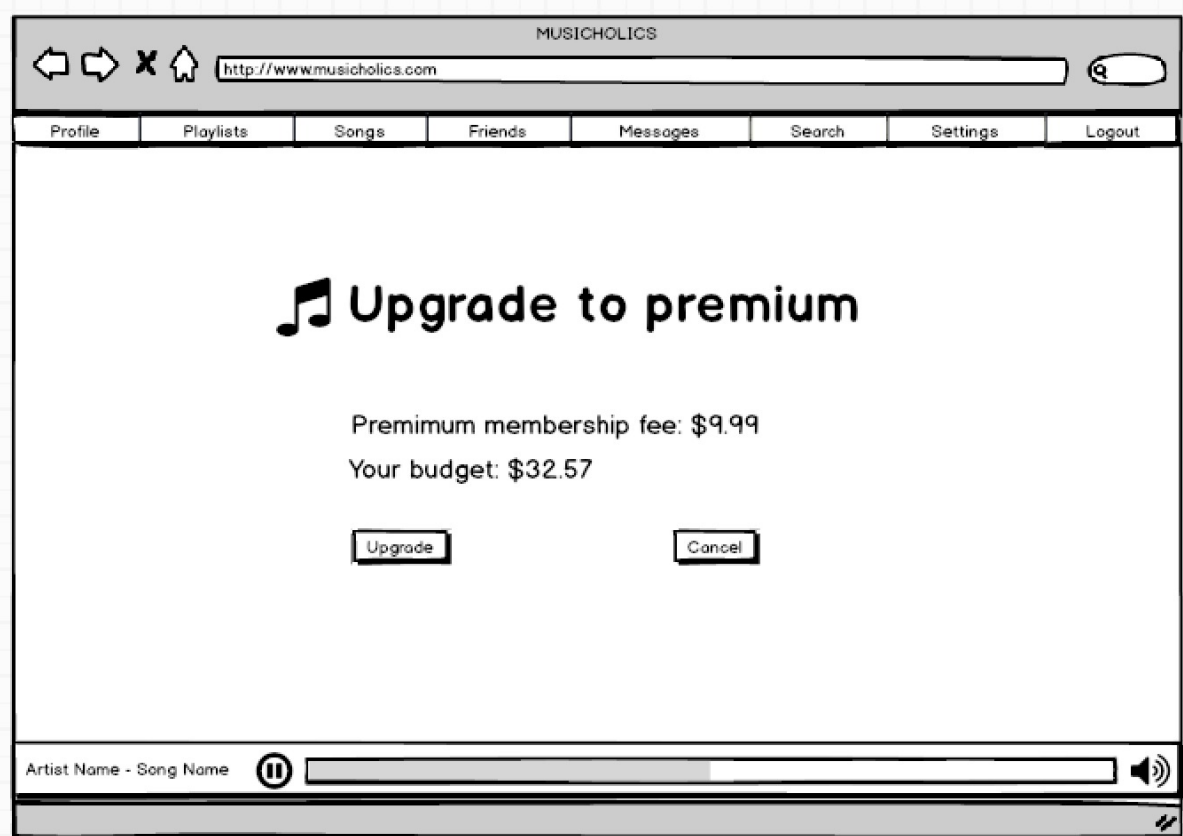 MUSICHOLICS
http://www.musicholics.com
Profile Playlists Songs Friends Messages Search Settings Logout
Upgrade to premium
Premimum membership fee: $9.99
Your budget: $32.57
Upgrade Cancel
Artist Name - Song Name